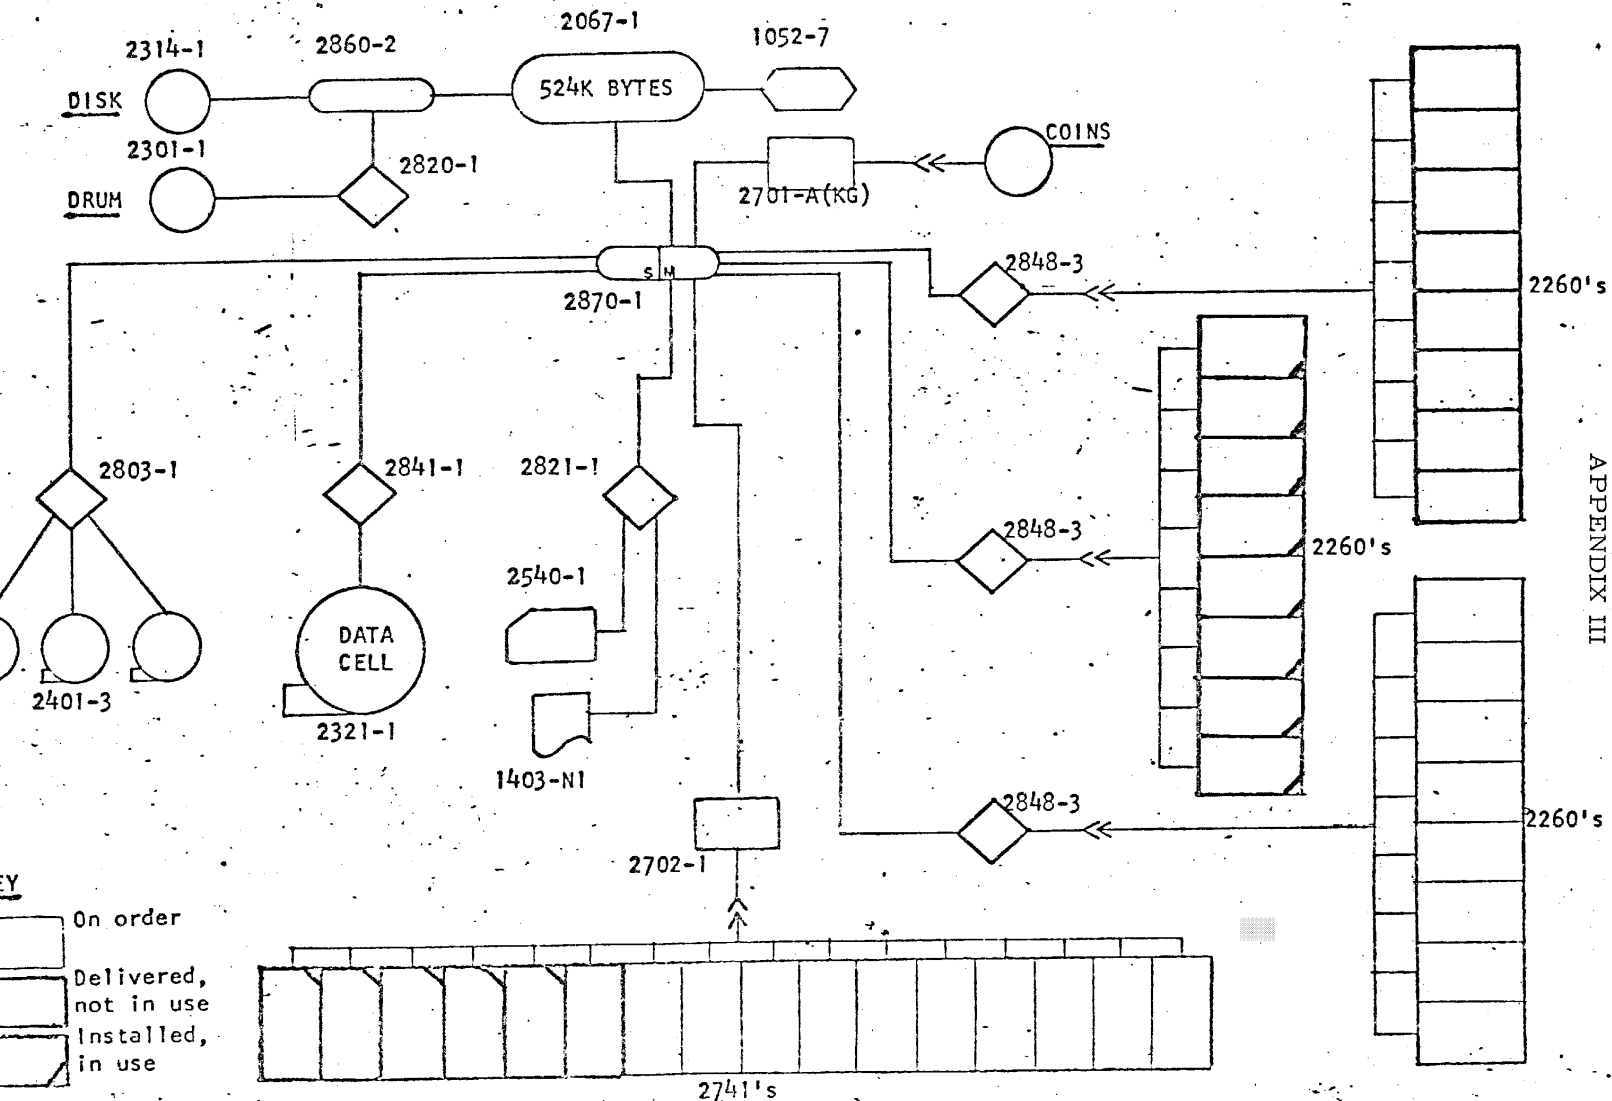 2067-1
2314-1
2860-2
1052-7
DISK
524K BYTES
2301-1
2820-1
COINS
DRUM
2701-A(KG)
S M
2870-1
2848-3
2260's
2803-1
2841-1
2821-1
2848-3
2260's
2540-1
DATA
CELL
2401-3
2321-1
1403-N1
2848-3
2260's
2702-1
EY
On order
Delivered,
not in use
Installed,
in use
2741's
APPENDIX III